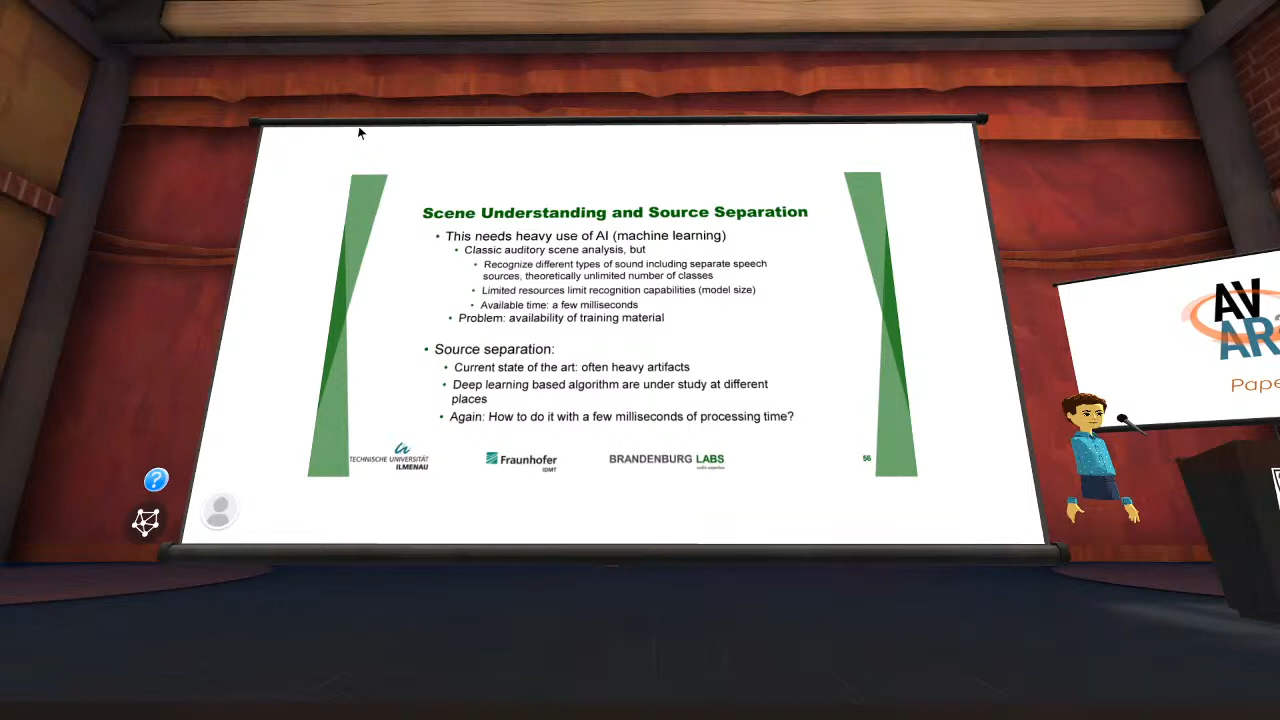 Scene Understanding and Source Separation
• This needs heavy use of AI (machine learning)
• Classic auditory scene analysis, but
• Recognize different types of sound including separate speech
sources, theoretically unlimited number of classes
• Limited resources limit recognition capabilities (model size)
• Available time: a few milliseconds
• Problem: availability of training material
• Source separation:
• Current state of the art: often heavy artifacts
• Deep learning based algorithm are under study at different
places
• Again: How to do it with a few milliseconds of processing time?
TECHNISCHE UNIVERSITÄT
ILMENAU
Fraunhofer
IDMT
BRANDENBURG LABS
56
AV
AR
Pape
?